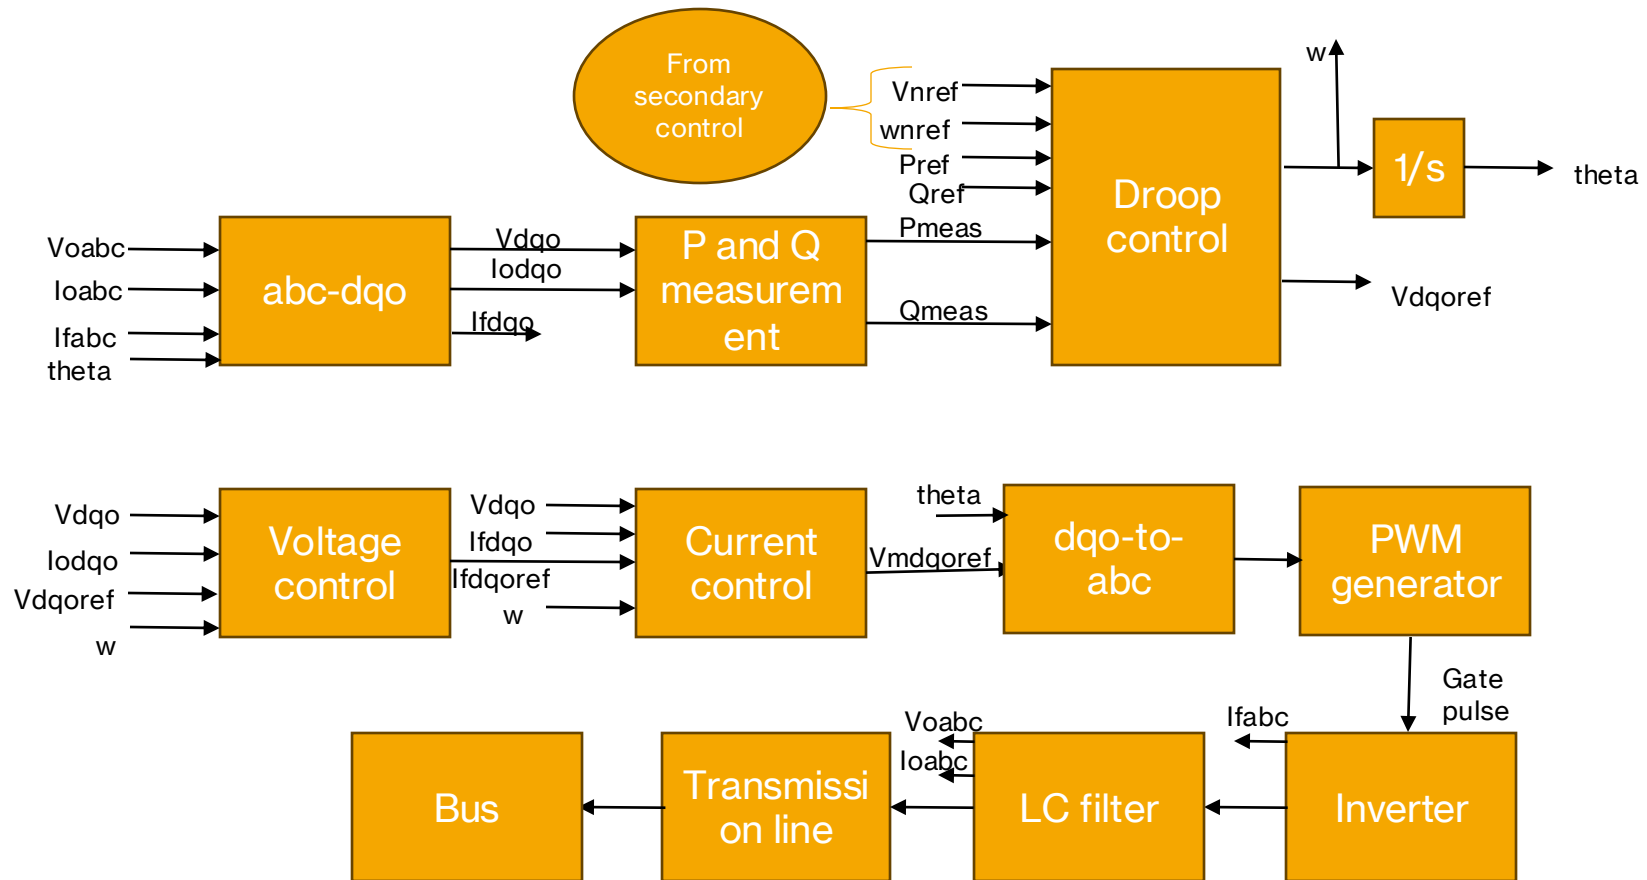 From
secondary
control
Vnref
wnref
Pref
Qref
Pmeas
Qmeas
Droop
control
w
1/s
theta
Vdqoref
Voabc
Ioabc
Ifabc
theta
abc-dqo
Vdqo
Iodqo
Ifdqo
P and Q
measurem
ent
Vdqo
Iodqo
Vdqoref
w
Voltage
control
Vdqo
Ifdqo
Ifdqoref
w
Current
control
Vmdqoref
theta
dqo-to-
abc
PWM
generator
Gate
pulse
Bus
Transmissi
on line
Voabc
Ioabc
LC filter
Ifabc
Inverter